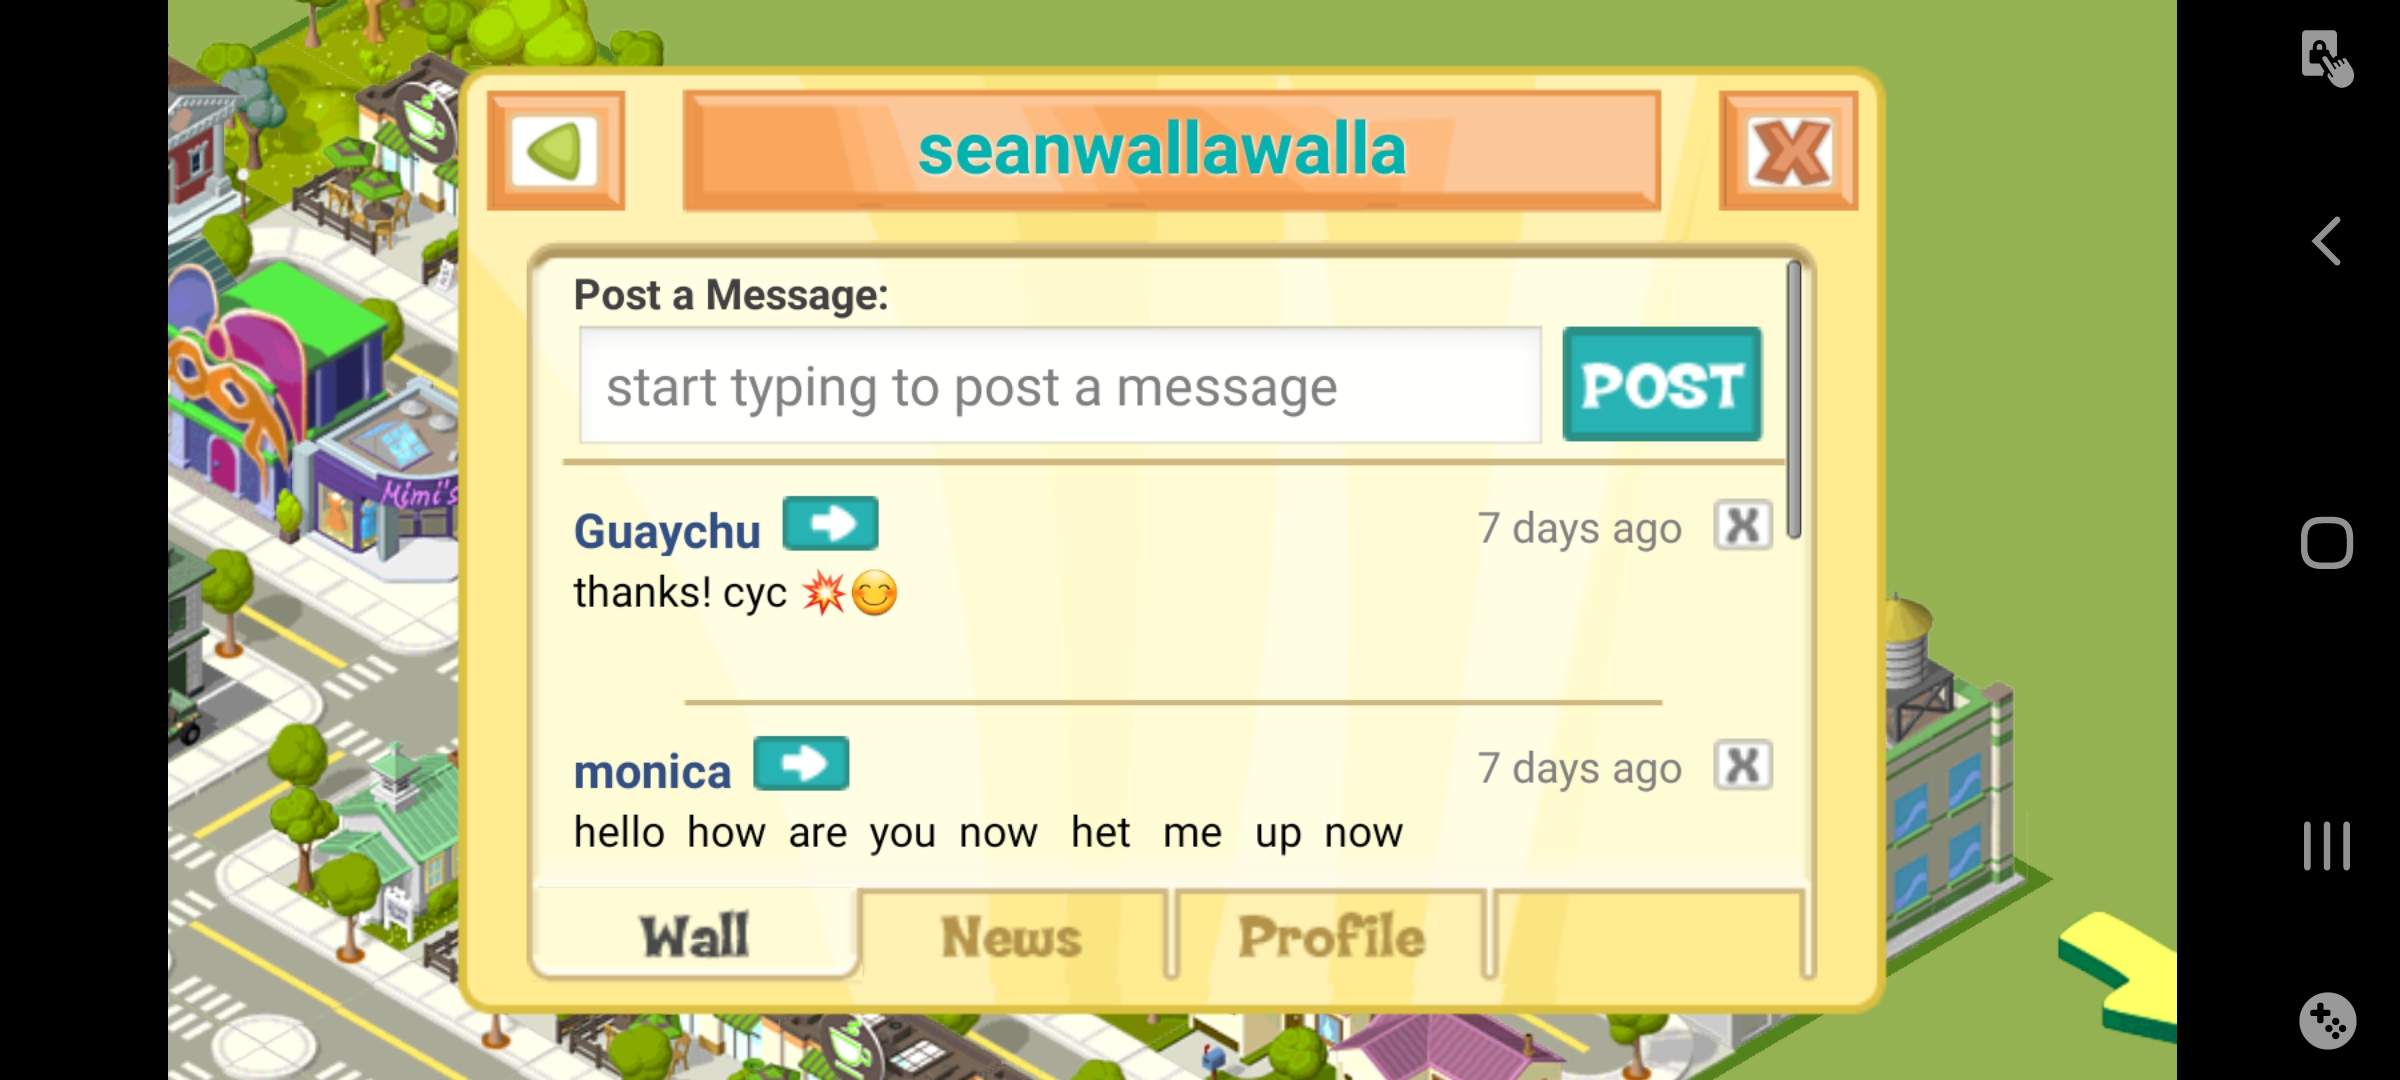 seanwallawalla
Post a Message:
start typing to post a message
POST
Guaychu
7 days ago
X
thanks! cyc 💥😊
monica
7 days ago
X
hello how are you now het me up now
Wall
News
Profile
Mimi's